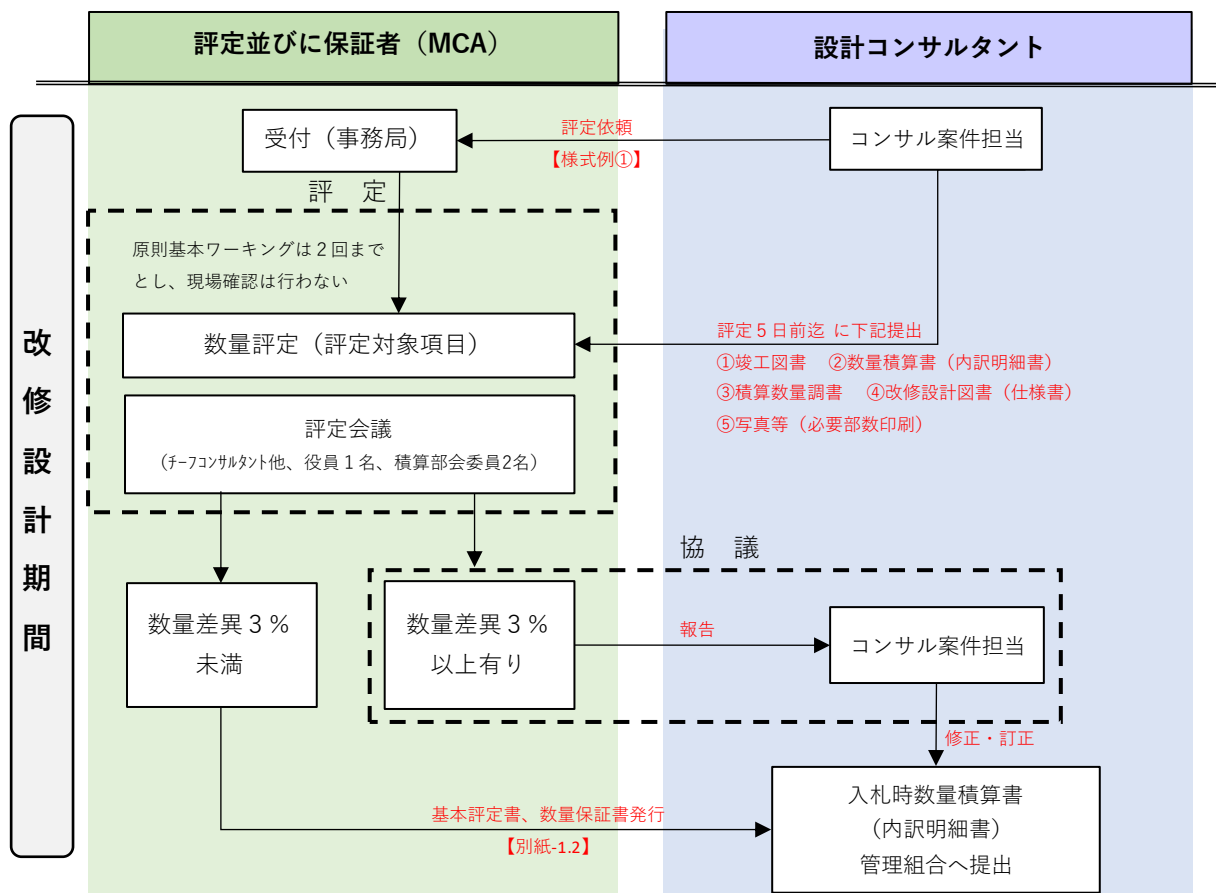 評定並びに保証者（MCA）
設計コンサルタント
改修設計期間
受付（事務局）
評定依頼
【様式例①】
コンサル案件担当
評　定
原則基本ワーキングは２回まで
とし、現場確認は行わない
数量評定（評定対象項目）
評定５日前迄 に下記提出
①竣工図書　②数量積算書（内訳明細書）
③積算数量調書　④改修設計図書（仕様書）
⑤写真等（必要部数印刷）
評定会議
（ﾁｰﾌｺﾝｻﾙﾀﾝﾄ他、役員１名、積算部会委員2名）
協　議
数量差異３％
未満
数量差異３％
以上有り
報告
コンサル案件担当
修正・訂正
基本評定書、数量保証書発行
【別紙-1.2】
入札時数量積算書
（内訳明細書）
管理組合へ提出